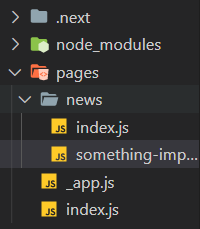 .next
node_modules
pages
news
JS index.js
JS something-imp...
JS _app.js
JS index.js